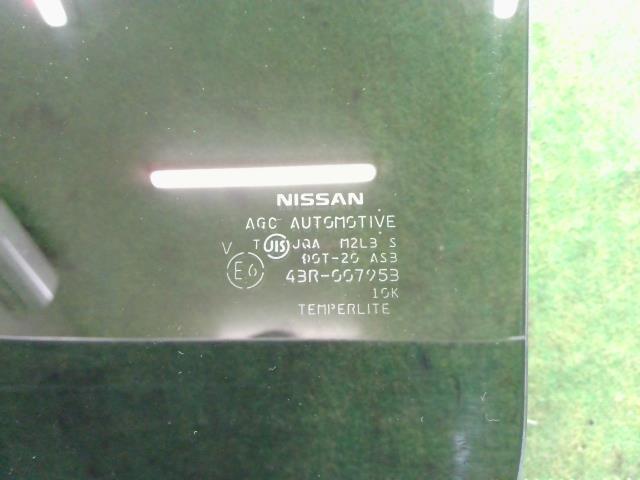 NISSAN
AGC AUTOMOTIVE
V T JIS JQA M2L3 S
DOT-20 AS3
E6 43R-007953
10K
TEMPERLITE